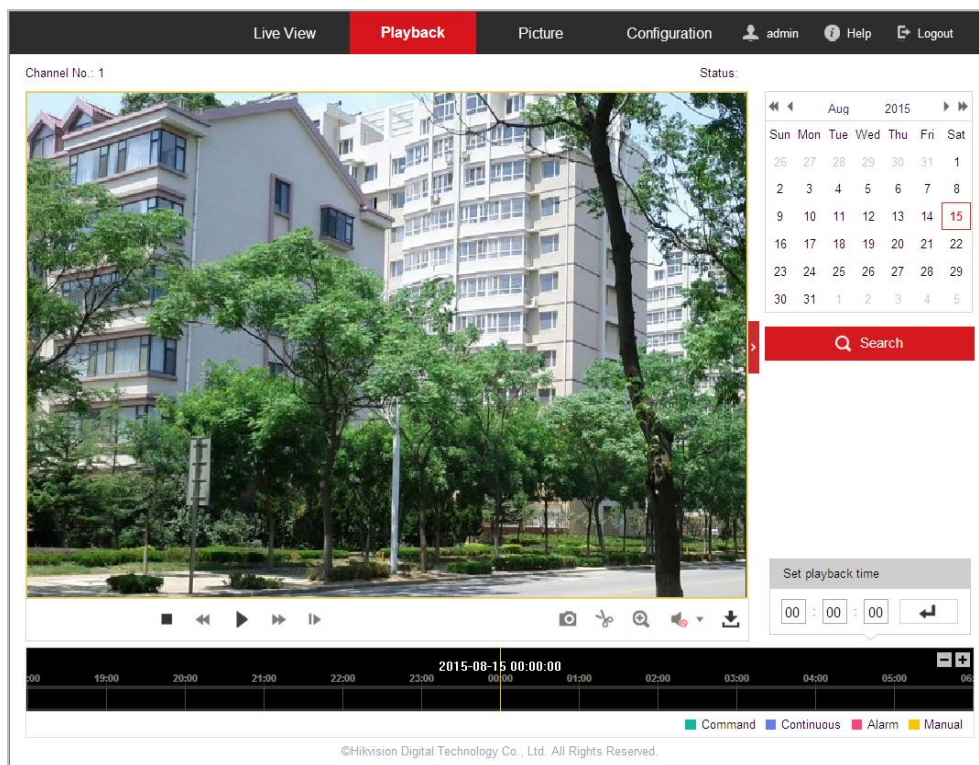 Live View Playback Picture Configuration admin Help Logout
Channel No.: 1 Status:
Aug 2015
Sun Mon Tue Wed Thu Fri Sat
26 27 28 29 30 31 1
2 3 4 5 6 7 8
9 10 11 12 13 14 15
16 17 18 19 20 21 22
23 24 25 26 27 28 29
30 31 1 2 3 4 5
Search
Set playback time
00 : 00 : 00
2015-08-15 00:00:00
:00 19:00 20:00 21:00 22:00 23:00 00:00 01:00 02:00 03:00 04:00 05:00 06:
Command Continuous Alarm Manual
©Hikvision Digital Technology Co., Ltd. All Rights Reserved.